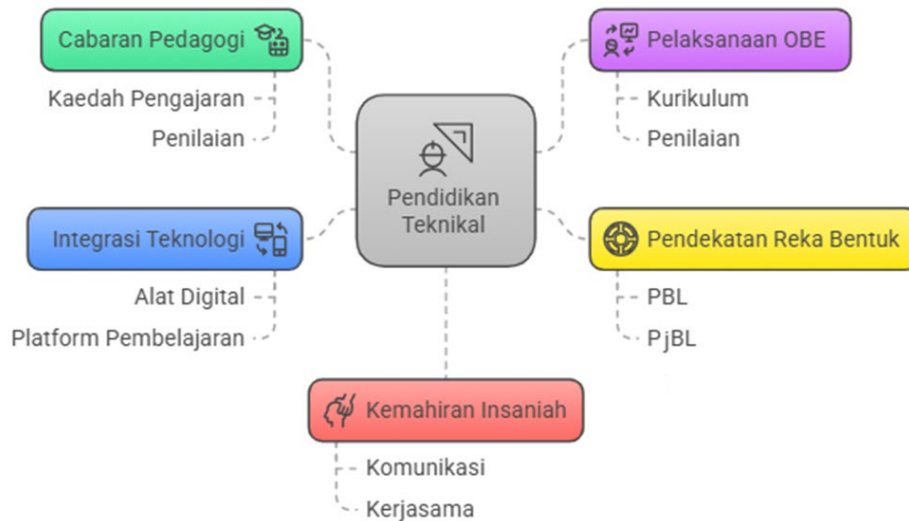 Cabaran Pedagogi
Kaedah Pengajaran
Penilaian
Pelaksanaan OBE
Kurikulum
Penilaian
Pendidikan
Teknikal
Integrasi Teknologi
Alat Digital
Platform Pembelajaran
Pendekatan Reka Bentuk
PBL
PjBL
Kemahiran Insaniah
Komunikasi
Kerjasama